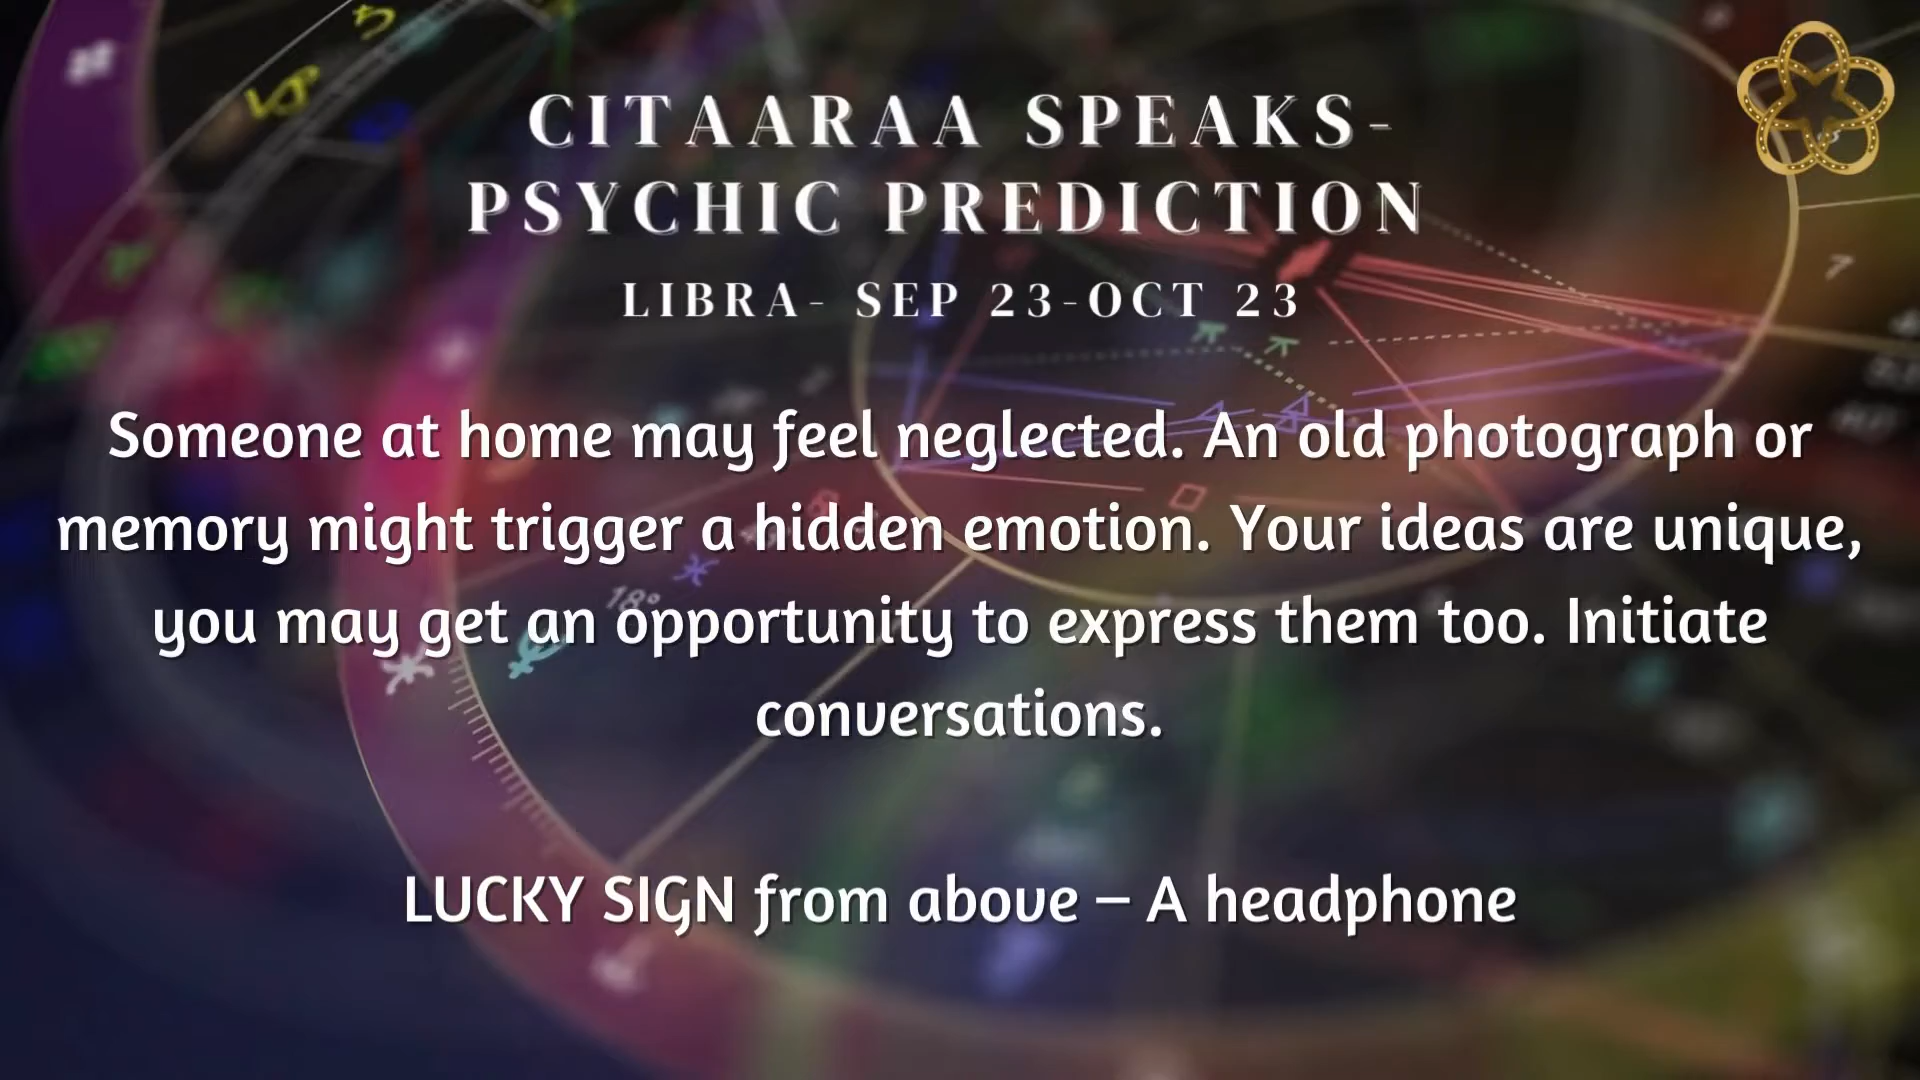 CITAARAA SPEAKS-
PSYCHIC PREDICTION
LIBRA- SEP 23-OCT 23
Someone at home may feel neglected. An old photograph or
memory might trigger a hidden emotion. Your ideas are unique,
you may get an opportunity to express them too. Initiate
conversations.
LUCKY SIGN from above – A headphone
18°
7